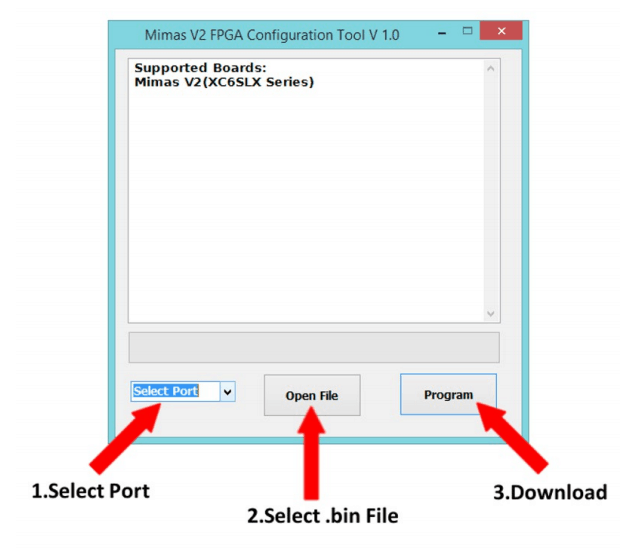 Mimas V2 FPGA Configuration Tool V 1.0
Supported Boards:
Mimas V2(XC6SLX Series)
Select Port
Open File
Program
1.Select Port
2.Select .bin File
3.Download